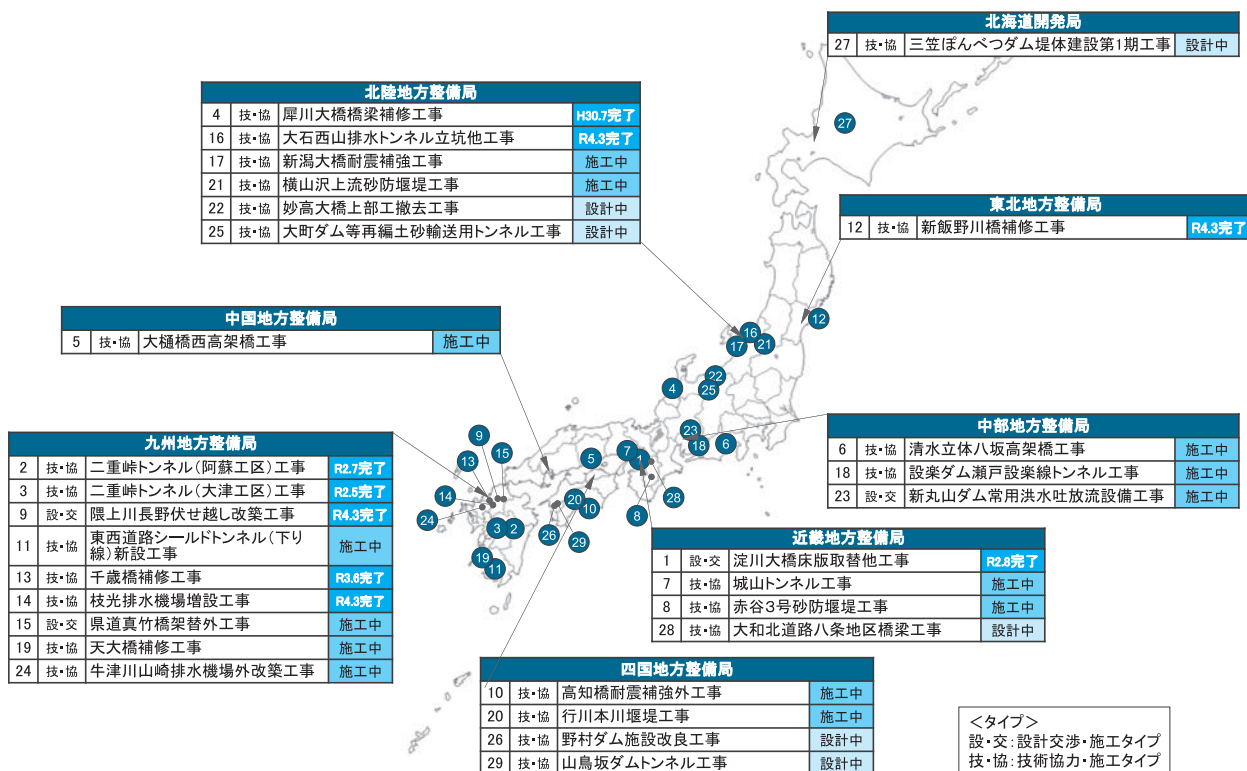 北海道開発局
27 技・協 三笠ぽんべつダム堤体建設第1期工事 設計中
北陸地方整備局
4 技・協 犀川大橋橋梁補修工事 H30.7完了
16 技・協 大石西山排水トンネル立坑他工事 R4.3完了
17 技・協 新潟大橋耐震補強工事 施工中
21 技・協 横山沢上流砂防堰堤工事 施工中
22 技・協 妙高大橋上部工撤去工事 設計中
25 技・協 大町ダム等再編土砂輸送用トンネル工事 設計中
東北地方整備局
12 技・協 新飯野川橋補修工事 R4.3完了
中国地方整備局
5 技・協 大樋橋西高架橋工事 施工中
九州地方整備局
2 技・協 二重峠トンネル(阿蘇工区)工事 R2.7完了
3 技・協 二重峠トンネル(大津工区)工事 R2.5完了
9 設・交 隈上川長野伏せ越し改築工事 R4.3完了
11 技・協 東西道路シールドトンネル(下り
線)新設工事 施工中
13 技・協 千歳橋補修工事 R3.6完了
14 技・協 枝光排水機場増設工事 R4.3完了
15 設・交 県道真竹橋架替外工事 施工中
19 技・協 天大橋補修工事 施工中
24 技・協 牛津川山崎排水機場外改築工事 施工中
中部地方整備局
6 技・協 清水立体八坂高架橋工事 施工中
18 技・協 設楽ダム瀬戸設楽線トンネル工事 施工中
23 設・交 新丸山ダム常用洪水吐放流設備工事 施工中
近畿地方整備局
1 設・交 淀川大橋床版取替他工事 R2.8完了
7 技・協 城山トンネル工事 施工中
8 技・協 赤谷3号砂防堰堤工事 施工中
28 技・協 大和北道路八条地区橋梁工事 設計中
四国地方整備局
10 技・協 高知橋耐震補強外工事 施工中
20 技・協 行川本川堰堤工事 施工中
26 技・協 野村ダム施設改良工事 設計中
29 技・協 山鳥坂ダムトンネル工事 設計中
<タイプ>
設・交:設計交渉・施工タイプ
技・協:技術協力・施工タイプ
27
12
16
17
21
22
25
4
23
18
6
7
1
5
28
8
20
10
26
29
9
15
13
14
24
3
2
19
11